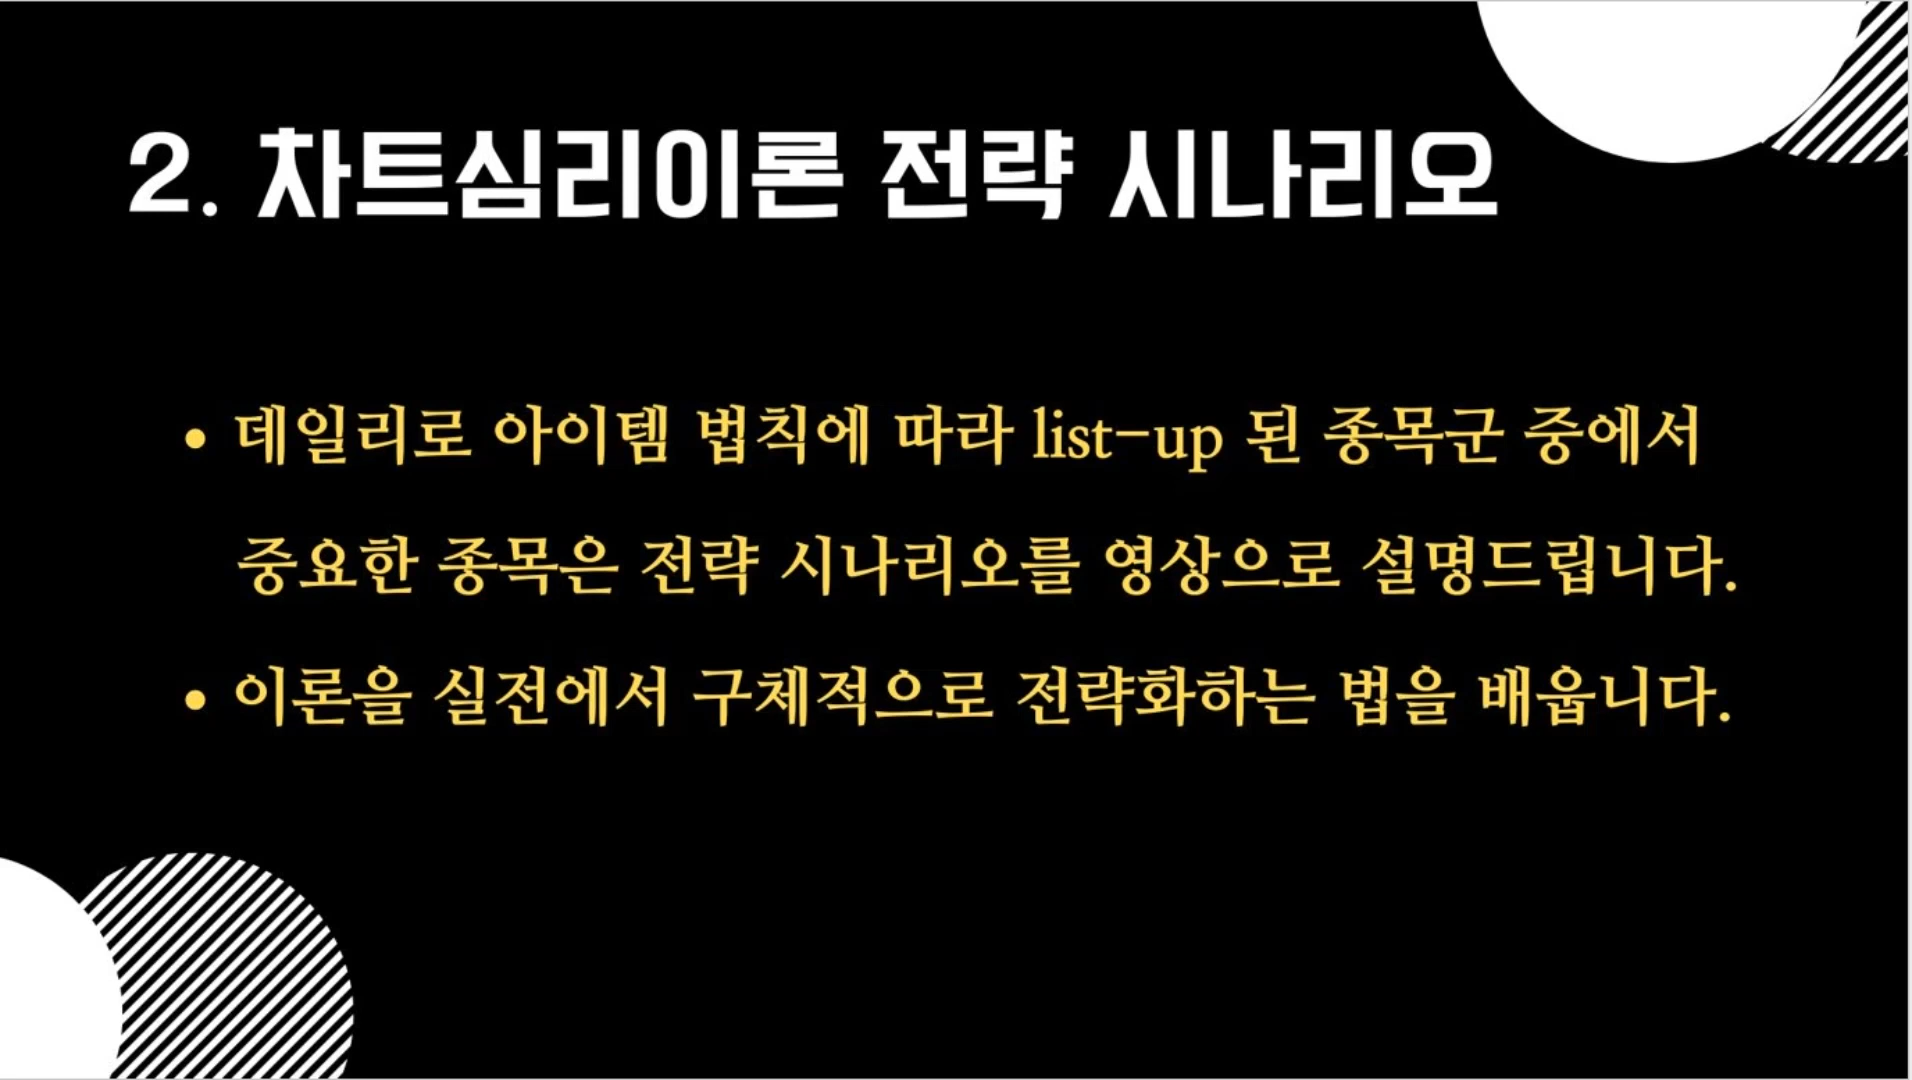 2. 차트심리이론 전략 시나리오
• 데일리로 아이템 법칙에 따라 list-up 된 종목군 중에서
중요한 종목은 전략 시나리오를 영상으로 설명드립니다.
• 이론을 실전에서 구체적으로 전략화하는 법을 배웁니다.